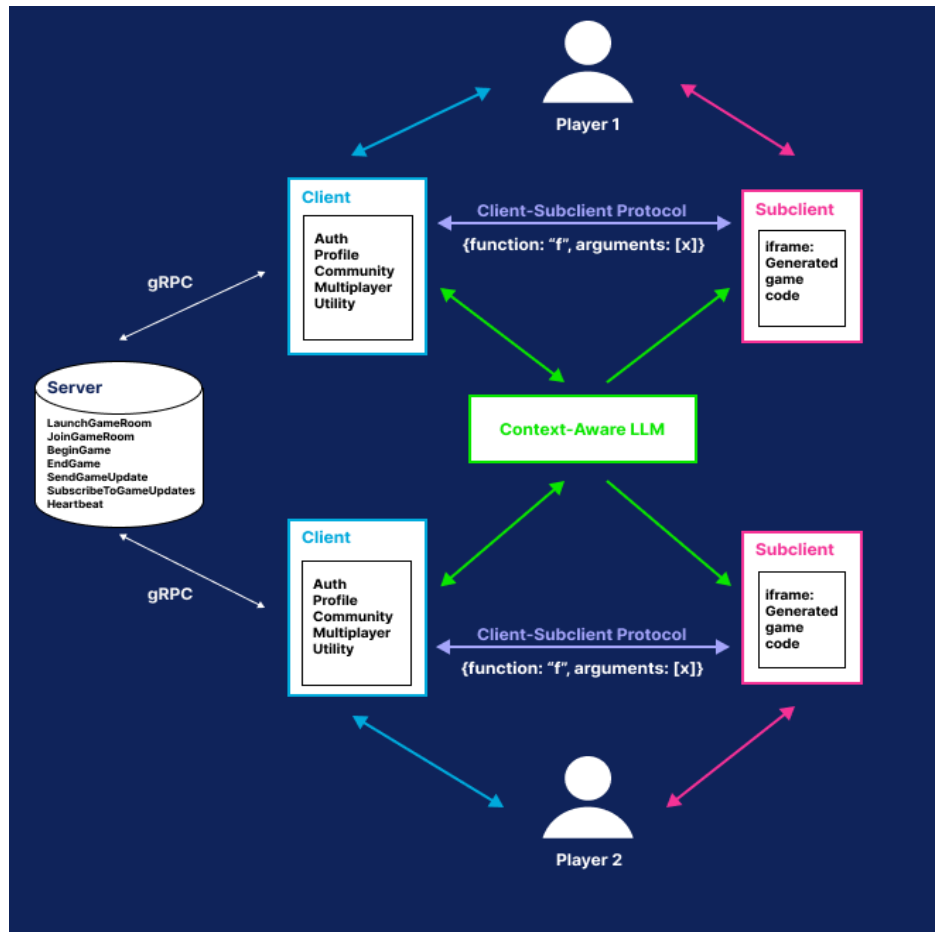 Player 1
Client
Auth
Profile
Community
Multiplayer
Utility
Client-Subclient Protocol
{function: “f”, arguments: [x]}
Subclient
iframe:
Generated
game
code
gRPC
Server
LaunchGameRoom
JoinGameRoom
BeginGame
EndGame
SendGameUpdate
SubscribeToGameUpdates
Heartbeat
Context-Aware LLM
gRPC
Client
Auth
Profile
Community
Multiplayer
Utility
Client-Subclient Protocol
{function: “f”, arguments: [x]}
Subclient
iframe:
Generated
game
code
Player 2